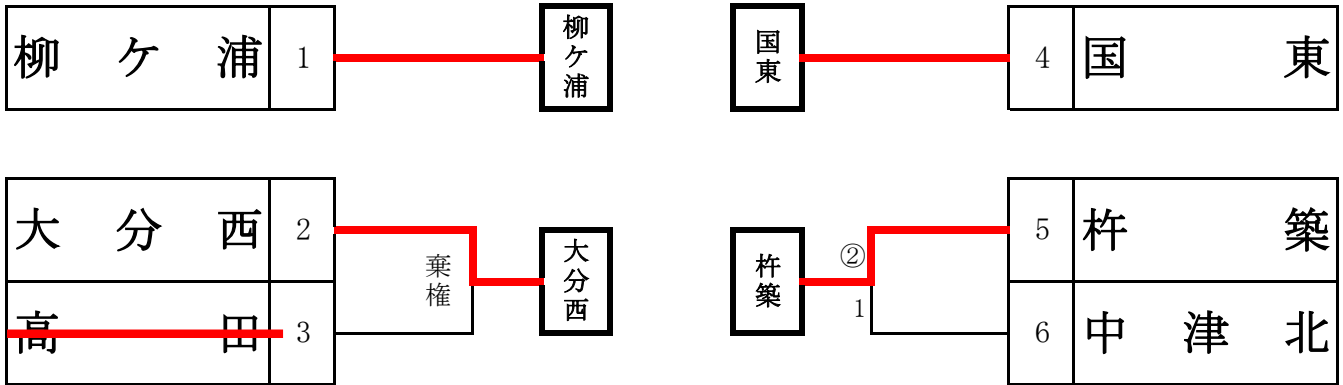 柳ケ浦 1 柳ケ浦
国東 4 国東
大分西 2
棄権 大分西
高田 3
杵築 ② 5 杵築
1
6 中津北